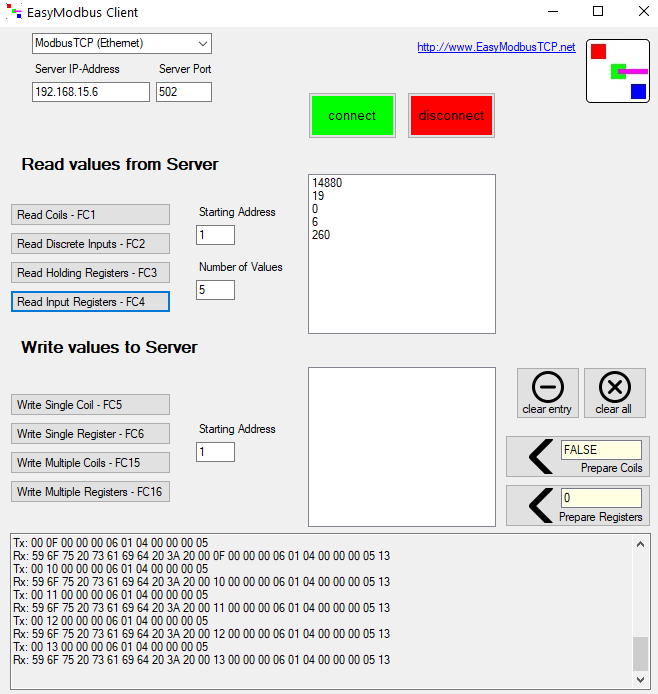 EasyModbus Client
ModbusTCP (Ethernet)
http://www.EasyModbusTCP.net
Server IP-Address
Server Port
192.168.15.6
502
connect
disconnect
Read values from Server
14880
19
0
6
260
Read Coils - FC1
Starting Address
1
Read Discrete Inputs - FC2
Read Holding Registers - FC3
Number of Values
5
Read Input Registers - FC4
Write values to Server
Write Single Coil - FC5
Write Single Register - FC6
Starting Address
1
Write Multiple Coils - FC15
Write Multiple Registers - FC16
clear entry
clear all
FALSE
Prepare Coils
0
Prepare Registers
Tx: 00 0F 00 00 00 06 01 04 00 00 00 05
Rx: 59 6F 75 20 73 61 69 64 20 3A 20 00 0F 00 00 00 06 01 04 00 00 00 05 13
Tx: 00 10 00 00 00 06 01 04 00 00 00 05
Rx: 59 6F 75 20 73 61 69 64 20 3A 20 00 10 00 00 00 06 01 04 00 00 00 05 13
Tx: 00 11 00 00 00 06 01 04 00 00 00 05
Rx: 59 6F 75 20 73 61 69 64 20 3A 20 00 11 00 00 00 06 01 04 00 00 00 05 13
Tx: 00 12 00 00 00 06 01 04 00 00 00 05
Rx: 59 6F 75 20 73 61 69 64 20 3A 20 00 12 00 00 00 06 01 04 00 00 00 05 13
Tx: 00 13 00 00 00 06 01 04 00 00 00 05
Rx: 59 6F 75 20 73 61 69 64 20 3A 20 00 13 00 00 00 06 01 04 00 00 00 05 13